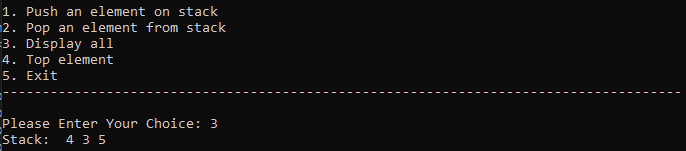 1. Push an element on stack
2. Pop an element from stack
3. Display all
4. Top element
5. Exit
-------------------------------------------------------------------------------------
Please Enter Your Choice: 3
Stack:  4 3 5